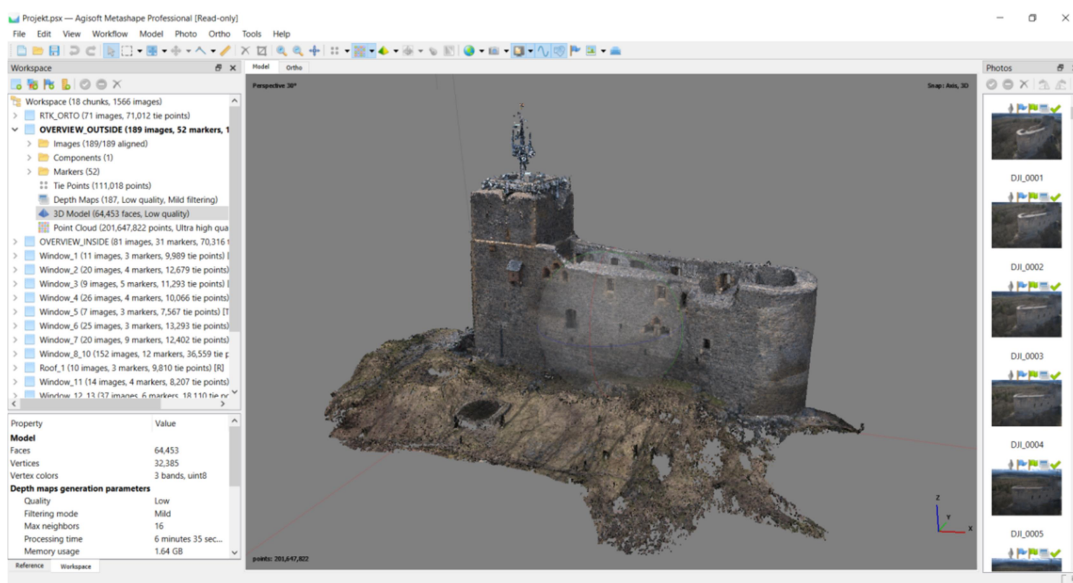 Projekt.psx — Agisoft Metashape Professional [Read-only]
File Edit View Workflow Model Photo Ortho Tools Help
Workspace
Workspace (18 chunks, 1566 images)
RTK_ORTO (71 images, 71,012 tie points)
OVERVIEW_OUTSIDE (189 images, 52 markers, 1
Images (189/189 aligned)
Components (1)
Markers (52)
Tie Points (111,018 points)
Depth Maps (187, Low quality, Mild filtering)
3D Model (64,453 faces, Low quality)
Point Cloud (201,647,822 points, Ultra high qua
OVERVIEW_INSIDE (81 images, 31 markers, 70,316 t
Window_1 (11 images, 3 markers, 9,989 tie points) [
Window_2 (20 images, 4 markers, 12,679 tie points)
Window_3 (9 images, 5 markers, 11,293 tie points) [
Window_4 (26 images, 4 markers, 10,066 tie points)
Window_5 (7 images, 3 markers, 7,567 tie points) [T
Window_6 (25 images, 3 markers, 13,293 tie points)
Window_7 (20 images, 9 markers, 12,402 tie points)
Window_8_10 (152 images, 12 markers, 36,559 tie p
Roof_1 (10 images, 3 markers, 9,810 tie points) [R]
Window_11 (14 images, 4 markers, 8,207 tie points)
Window_12_13 (37 images, 6 markers, 18,110 tie po
Property Value
Model
Faces 64,453
Vertices 32,385
Vertex colors 3 bands, uint8
Depth maps generation parameters
Quality Low
Filtering mode Mild
Max neighbors 16
Processing time 6 minutes 35 sec...
Memory usage 1.64 GB
Reference Workspace
Model Ortho
Perspective 30°
Snap: Axis, 3D
Z
Y
X
points: 201,647,822
Photos
DJI_0001
DJI_0002
DJI_0003
DJI_0004
DJI_0005